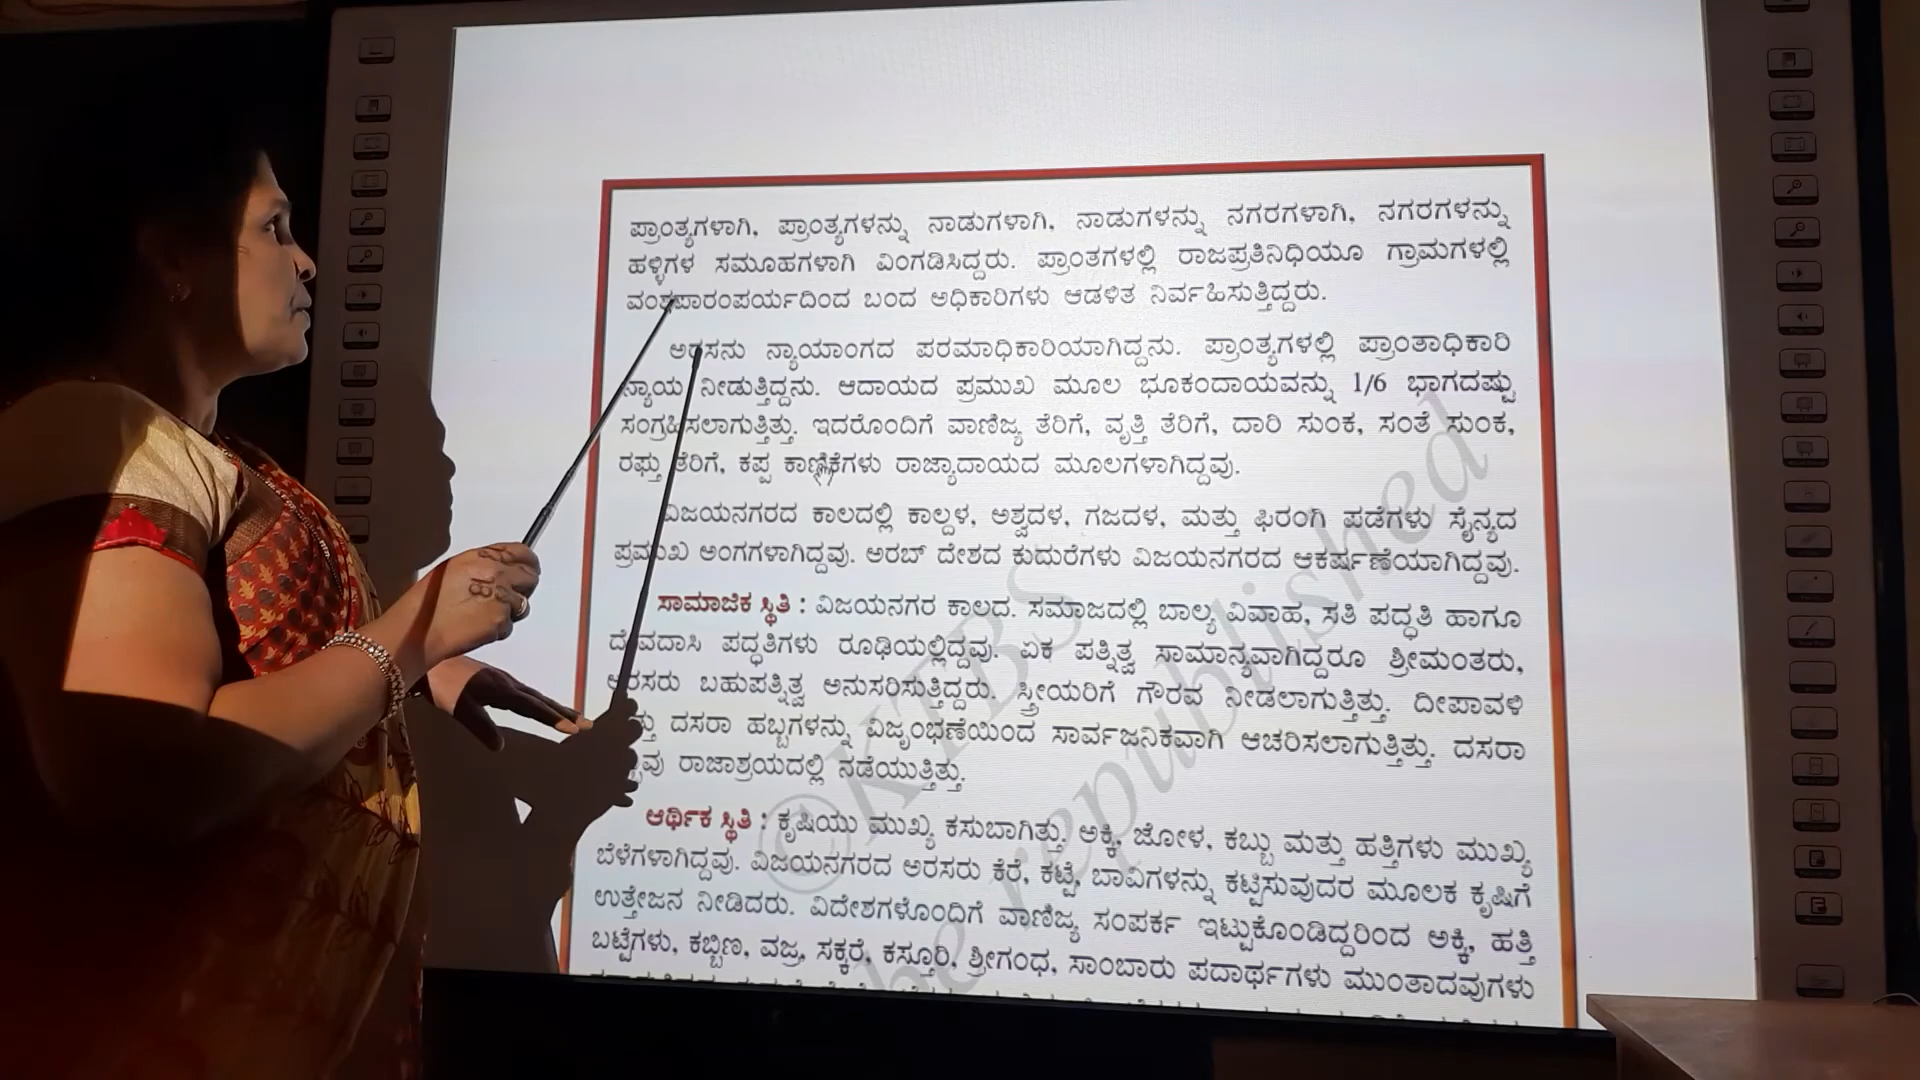 ಪ್ರಾಂತ್ಯಗಳಾಗಿ, ಪ್ರಾಂತ್ಯಗಳನ್ನು ನಾಡುಗಳಾಗಿ, ನಾಡುಗಳನ್ನು ನಗರಗಳಾಗಿ, ನಗರಗಳನ್ನು
ಹಳ್ಳಿಗಳ ಸಮೂಹಗಳಾಗಿ ವಿಂಗಡಿಸಿದ್ದರು. ಪ್ರಾಂತಗಳಲ್ಲಿ ರಾಜಪ್ರತಿನಿಧಿಯೂ ಗ್ರಾಮಗಳಲ್ಲಿ
ವಂಶಪಾರಂಪರ್ಯದಿಂದ ಬಂದ ಅಧಿಕಾರಿಗಳು ಆಡಳಿತ ನಿರ್ವಹಿಸುತ್ತಿದ್ದರು.
ಅರಸನು ನ್ಯಾಯಾಂಗದ ಪರಮಾಧಿಕಾರಿಯಾಗಿದ್ದನು. ಪ್ರಾಂತ್ಯಗಳಲ್ಲಿ ಪ್ರಾಂತಾಧಿಕಾರಿ
ನ್ಯಾಯ ನೀಡುತ್ತಿದ್ದನು. ಆದಾಯದ ಪ್ರಮುಖ ಮೂಲ ಭೂಕಂದಾಯವನ್ನು 1/6 ಭಾಗದಷ್ಟು
ಸಂಗ್ರಹಿಸಲಾಗುತ್ತಿತ್ತು. ಇದರೊಂದಿಗೆ ವಾಣಿಜ್ಯ ತೆರಿಗೆ, ವೃತ್ತಿ ತೆರಿಗೆ, ದಾರಿ ಸುಂಕ, ಸಂತೆ ಸುಂಕ,
ರಫ್ತು ತೆರಿಗೆ, ಕಪ್ಪ ಕಾಣಿಕೆಗಳು ರಾಜ್ಯಾದಾಯದ ಮೂಲಗಳಾಗಿದ್ದವು.
ವಿಜಯನಗರದ ಕಾಲದಲ್ಲಿ ಕಾಲ್ದಳ, ಅಶ್ವದಳ, ಗಜದಳ, ಮತ್ತು ಫಿರಂಗಿ ಪಡೆಗಳು ಸೈನ್ಯದ
ಪ್ರಮುಖ ಅಂಗಗಳಾಗಿದ್ದವು. ಅರಬ್ ದೇಶದ ಕುದುರೆಗಳು ವಿಜಯನಗರದ ಆಕರ್ಷಣೆಯಾಗಿದ್ದವು.
ಸಾಮಾಜಿಕ ಸ್ಥಿತಿ : ವಿಜಯನಗರ ಕಾಲದ. ಸಮಾಜದಲ್ಲಿ ಬಾಲ್ಯ ವಿವಾಹ, ಸತಿ ಪದ್ಧತಿ ಹಾಗೂ
ದೇವದಾಸಿ ಪದ್ಧತಿಗಳು ರೂಢಿಯಲ್ಲಿದ್ದವು. ಏಕ ಪತ್ನಿತ್ವ ಸಾಮಾನ್ಯವಾಗಿದ್ದರೂ ಶ್ರೀಮಂತರು,
ಅರಸರು ಬಹುಪತ್ನಿತ್ವ ಅನುಸರಿಸುತ್ತಿದ್ದರು. ಸ್ತ್ರೀಯರಿಗೆ ಗೌರವ ನೀಡಲಾಗುತ್ತಿತ್ತು. ದೀಪಾವಳಿ
ದಸರಾ ಹಬ್ಬಗಳನ್ನು ವಿಜೃಂಭಣೆಯಿಂದ ಸಾರ್ವಜನಿಕವಾಗಿ ಆಚರಿಸಲಾಗುತ್ತಿತ್ತು. ದಸರಾ
ರಾಜಾಶ್ರಯದಲ್ಲಿ ನಡೆಯುತ್ತಿತ್ತು.
ಆರ್ಥಿಕ ಸ್ಥಿತಿ : ಕೃಷಿಯು ಮುಖ್ಯ ಕಸುಬಾಗಿತ್ತು. ಅಕ್ಕಿ, ಜೋಳ, ಕಬ್ಬು ಮತ್ತು ಹತ್ತಿಗಳು ಮುಖ್ಯ
ಬೆಳೆಗಳಾಗಿದ್ದವು. ವಿಜಯನಗರದ ಅರಸರು ಕೆರೆ, ಕಟ್ಟೆ, ಬಾವಿಗಳನ್ನು ಕಟ್ಟಿಸುವುದರ ಮೂಲಕ ಕೃಷಿಗೆ
ಉತ್ತೇಜನ ನೀಡಿದರು. ವಿದೇಶಗಳೊಂದಿಗೆ ವಾಣಿಜ್ಯ ಸಂಪರ್ಕ ಇಟ್ಟುಕೊಂಡಿದ್ದರಿಂದ ಅಕ್ಕಿ, ಹತ್ತಿ
ಬಟ್ಟೆಗಳು, ಕಬ್ಬಿಣ, ವಜ್ರ, ಸಕ್ಕರೆ, ಕಸ್ತೂರಿ, ಶ್ರೀಗಂಧ, ಸಾಂಬಾರು ಪದಾರ್ಥಗಳು ಮುಂತಾದವುಗಳು
©KTBS
be republished